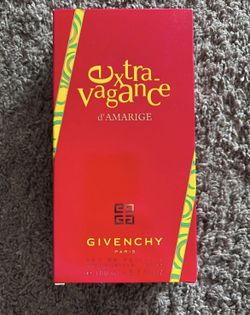 extra-
vagance
d'AMARIGE
GIVENCHY
PARIS